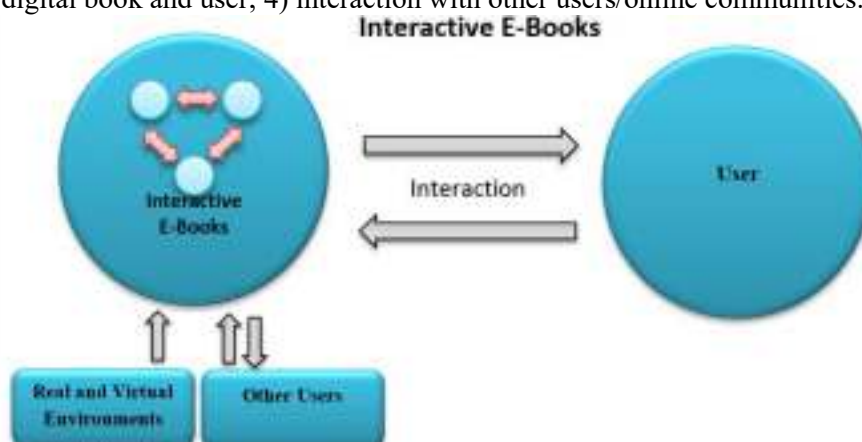 digital book and user, 4) interaction with other users/online communities.
Interactive E-Books
Interactive
E-Books
Interaction
User
Real and Virtual
Environments
Other Users